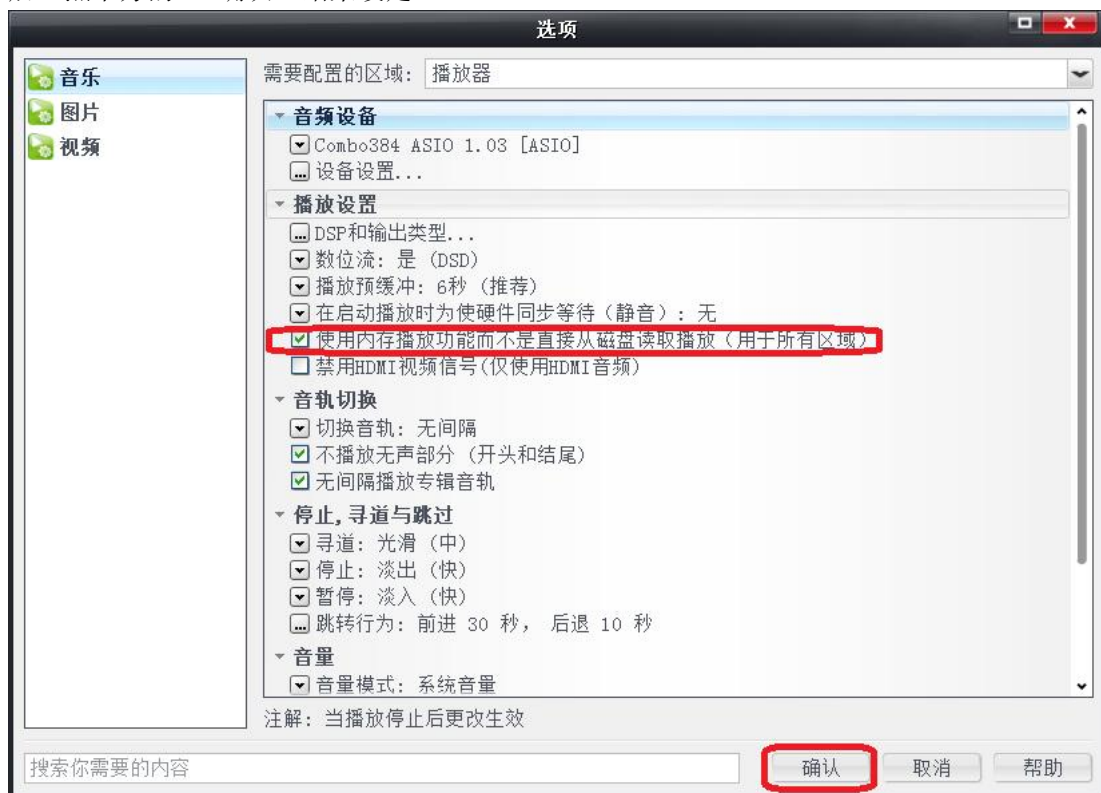 选项
音乐
图片
视频
需要配置的区域: 播放器
音频设备
Combo384 ASIO 1.03 [ASIO]
设备设置...
播放设置
DSP和输出类型...
数位流: 是 (DSD)
播放预缓冲: 6秒 (推荐)
在启动播放时为使硬件同步等待(静音): 无
使用内存播放功能而不是直接从磁盘读取播放(用于所有区域)
禁用HDMI视频信号(仅使用HDMI音频)
音轨切换
切换音轨: 无间隔
不播放无声部分 (开头和结尾)
无间隔播放专辑音轨
停止,寻道与跳过
寻道: 光滑 (中)
停止: 淡出 (快)
暂停: 淡入 (快)
跳转行为: 前进 30 秒, 后退 10 秒
音量
音量模式: 系统音量
注解: 当播放停止后更改生效
搜索你需要的内容
确认
取消
帮助